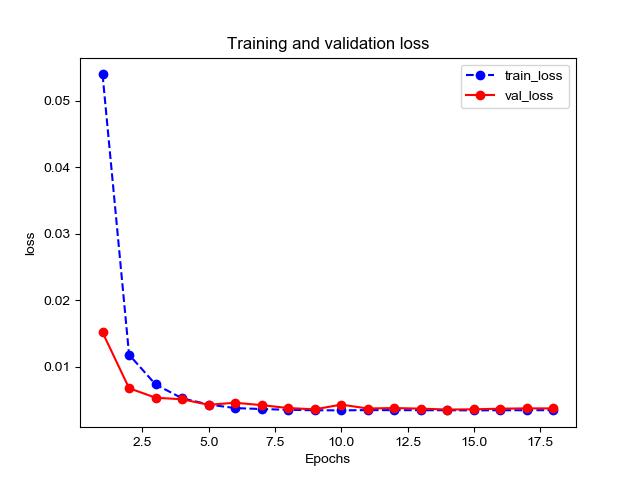 Training and validation loss
train_loss
val_loss
0.05
0.04
0.03
0.02
0.01
loss
2.5 5.0 7.5 10.0 12.5 15.0 17.5
Epochs